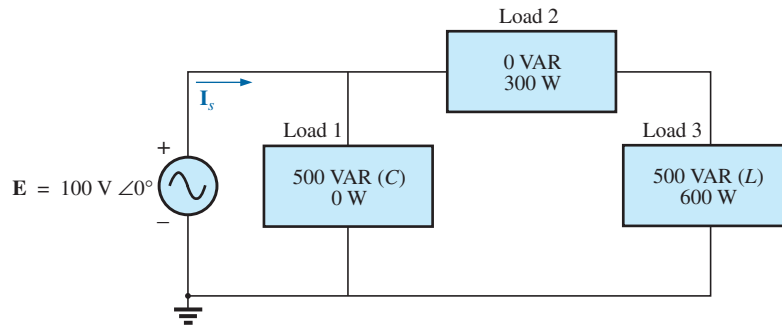 Load 2
0 VAR
300 W
I_s
Load 1
Load 3
+
500 VAR (C)
0 W
500 VAR (L)
600 W
E = 100 V ∠0°
−